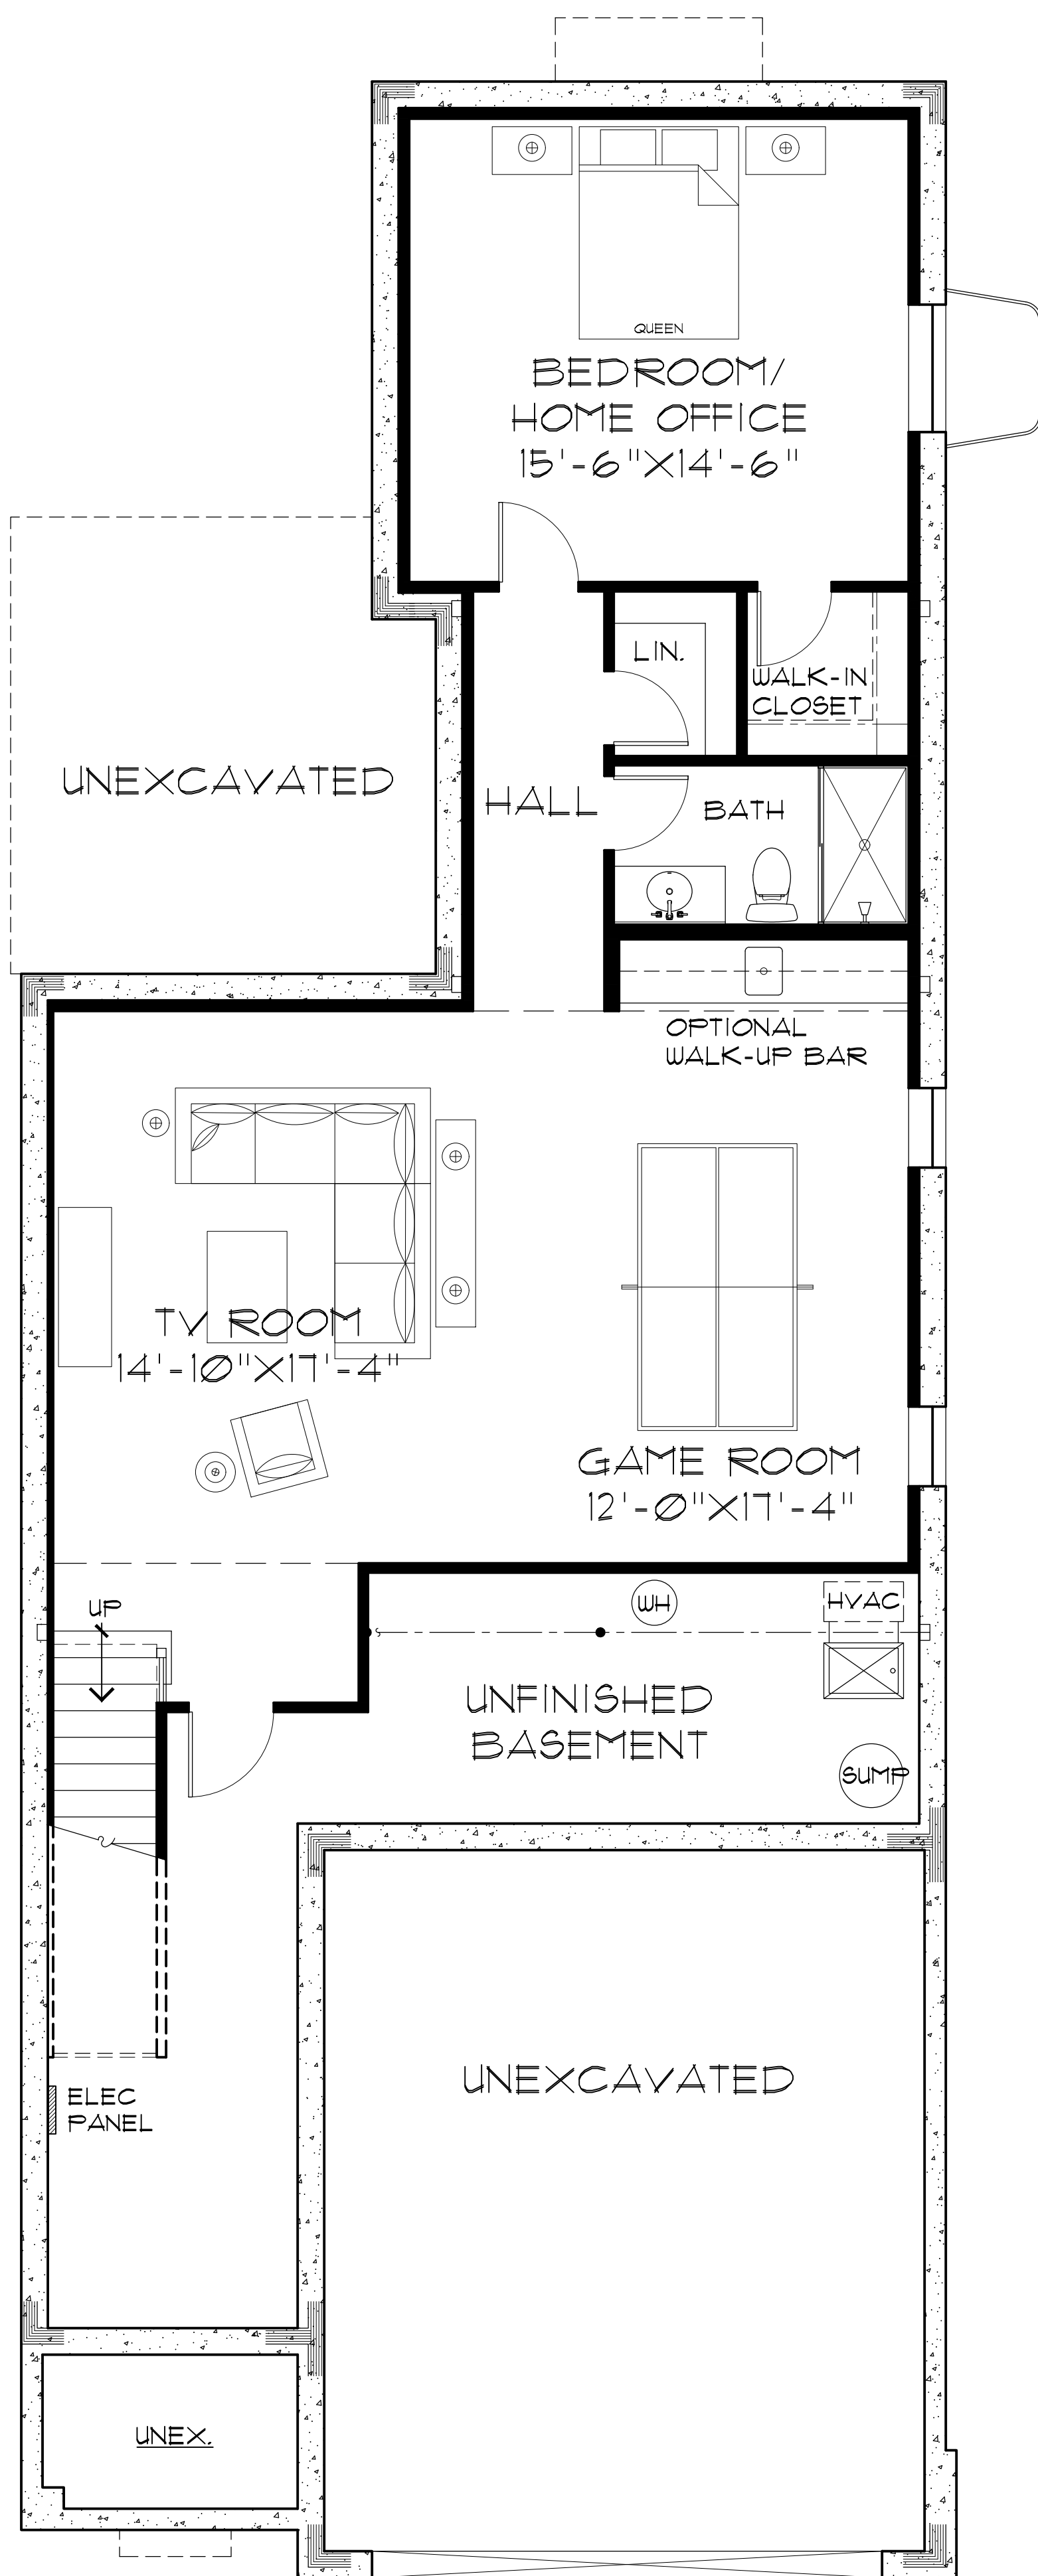 QUEEN
BEDROOM/
HOME OFFICE
15'-6"X14'-6"
LIN.
WALK-IN
CLOSET
UNEXCAVATED
HALL
BATH
OPTIONAL
WALK-UP BAR
TV ROOM
14'-10"X17'-4"
GAME ROOM
12'-0"X17'-4"
UP
WH
HVAC
UNFINISHED
BASEMENT
SUMP
UNEXCAVATED
ELEC
PANEL
UNEX.